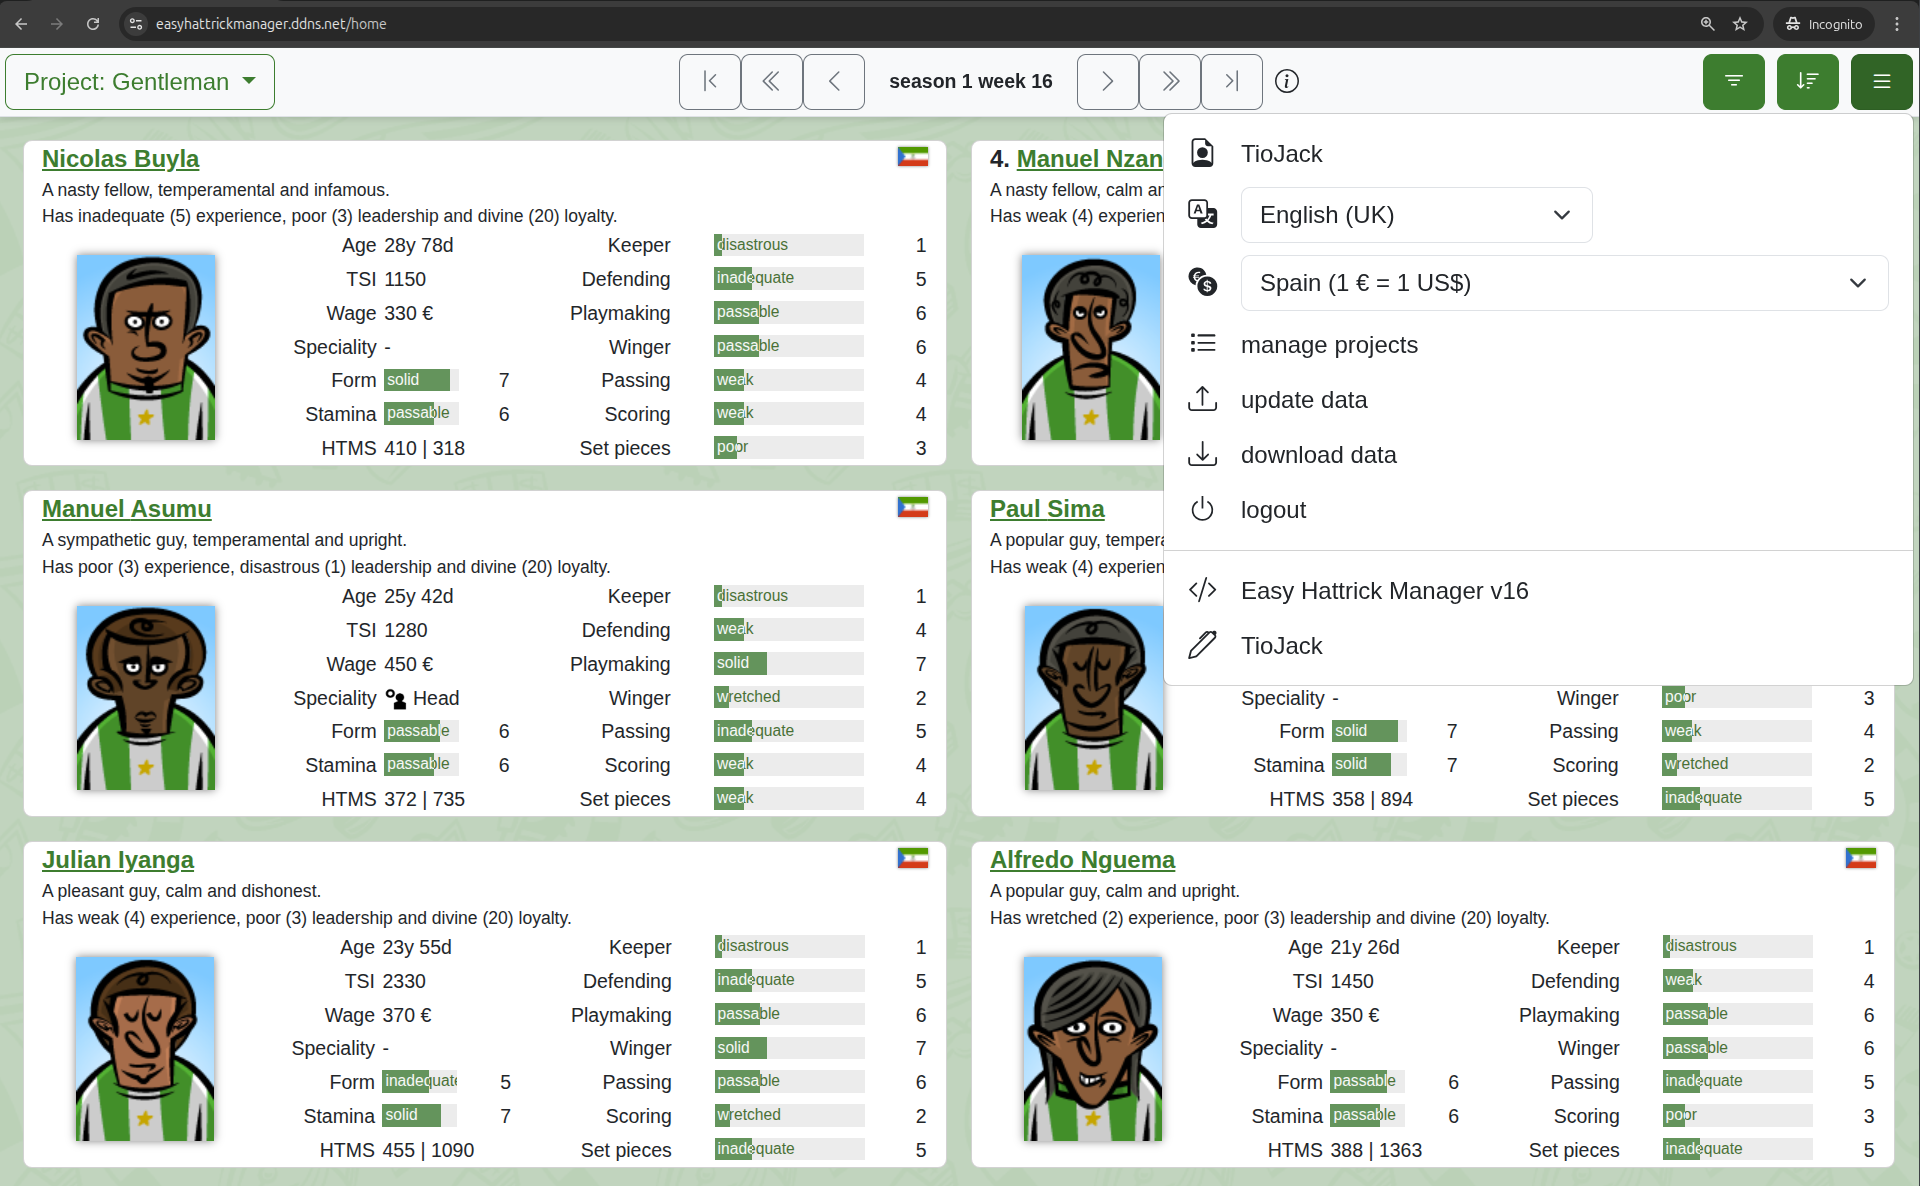 easyhattrickmanager.ddns.net/home
Incognito
Project: Gentleman
season 1 week 16
TioJack
English (UK)
Spain (1 € = 1 US$)
manage projects
update data
download data
logout
Easy Hattrick Manager v16
TioJack
Nicolas Buyla
A nasty fellow, temperamental and infamous.
Has inadequate (5) experience, poor (3) leadership and divine (20) loyalty.
Age 28y 78d Keeper disastrous 1
TSI 1150 Defending inadequate 5
Wage 330 € Playmaking passable 6
Speciality - Winger passable 6
Form solid 7 Passing weak 4
Stamina passable 6 Scoring weak 4
HTMS 410 | 318 Set pieces poor 3
4. Manuel Nzan
A nasty fellow, calm an
Has weak (4) experien
Manuel Asumu
A sympathetic guy, temperamental and upright.
Has poor (3) experience, disastrous (1) leadership and divine (20) loyalty.
Age 25y 42d Keeper disastrous 1
TSI 1280 Defending weak 4
Wage 450 € Playmaking solid 7
Speciality Head Winger wretched 2
Form passable 6 Passing inadequate 5
Stamina passable 6 Scoring weak 4
HTMS 372 | 735 Set pieces weak 4
Paul Sima
A popular guy, tempera
Has weak (4) experien
Speciality - Winger poor 3
Form solid 7 Passing weak 4
Stamina solid 7 Scoring wretched 2
HTMS 358 | 894 Set pieces inadequate 5
Julian Iyanga
A pleasant guy, calm and dishonest.
Has weak (4) experience, poor (3) leadership and divine (20) loyalty.
Age 23y 55d Keeper disastrous 1
TSI 2330 Defending inadequate 5
Wage 370 € Playmaking passable 6
Speciality - Winger solid 7
Form inadequate 5 Passing passable 6
Stamina solid 7 Scoring wretched 2
HTMS 455 | 1090 Set pieces inadequate 5
Alfredo Nguema
A popular guy, calm and upright.
Has wretched (2) experience, poor (3) leadership and divine (20) loyalty.
Age 21y 26d Keeper disastrous 1
TSI 1450 Defending weak 4
Wage 350 € Playmaking passable 6
Speciality - Winger passable 6
Form passable 6 Passing inadequate 5
Stamina passable 6 Scoring poor 3
HTMS 388 | 1363 Set pieces inadequate 5